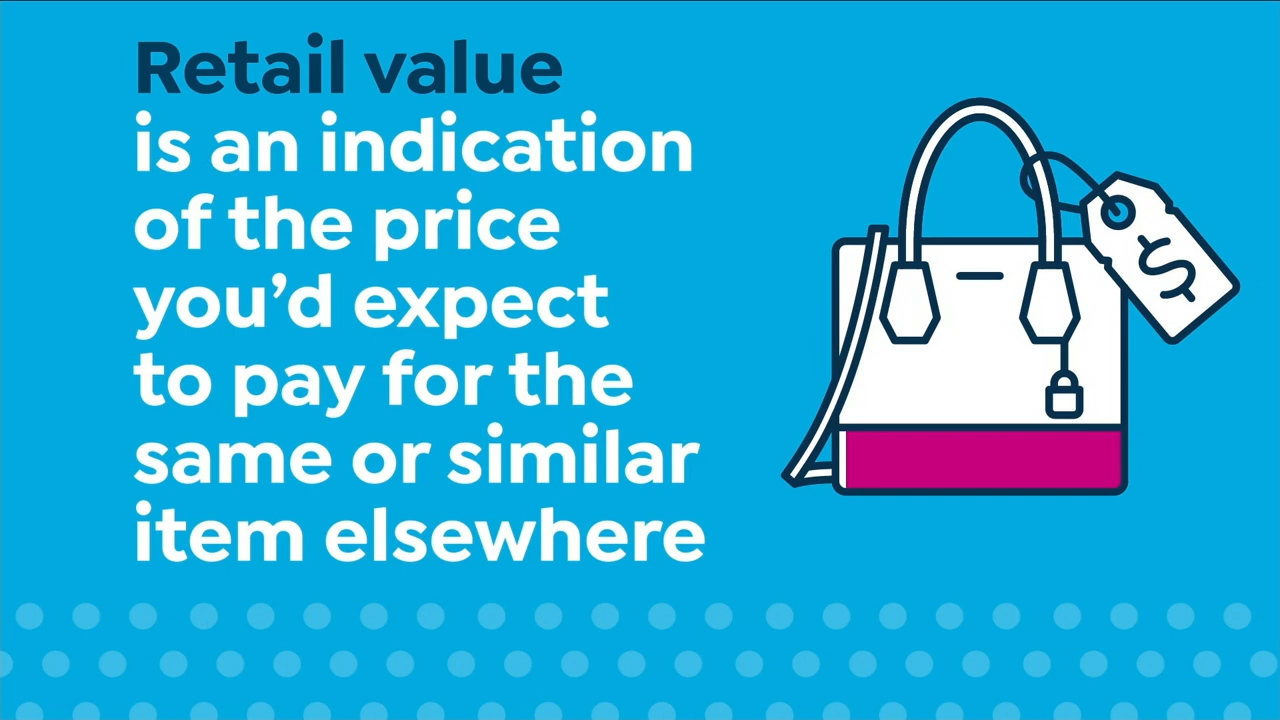 Retail value
is an indication
of the price
you’d expect
to pay for the
same or similar
item elsewhere
$